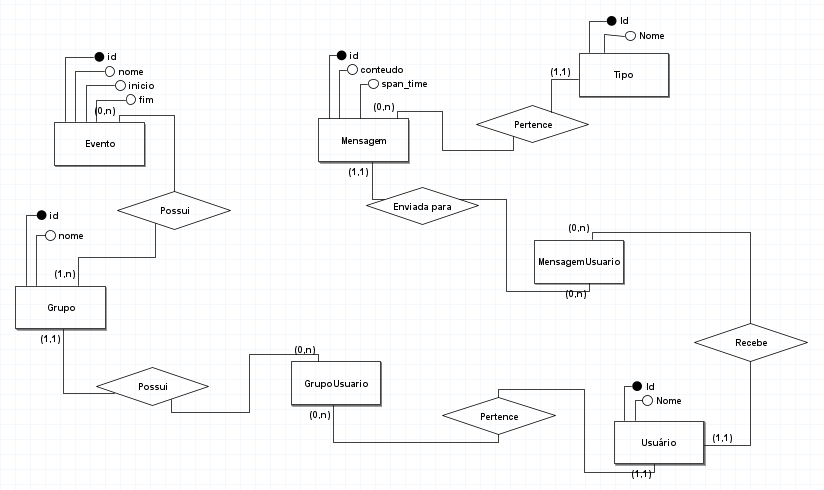 Id
Nome
(1,1)
Tipo
id
nome
inicio
fim
(0,n)
Evento
id
conteudo
span_time
(0,n)
Mensagem
(1,1)
Pertence
Possui
Enviada para
id
nome
(1,n)
Grupo
(1,1)
(0,n)
MensagemUsuario
(0,n)
Recebe
Possui
(0,n)
GrupoUsuario
(0,n)
Pertence
Id
Nome
Usuário
(1,1)
(1,1)